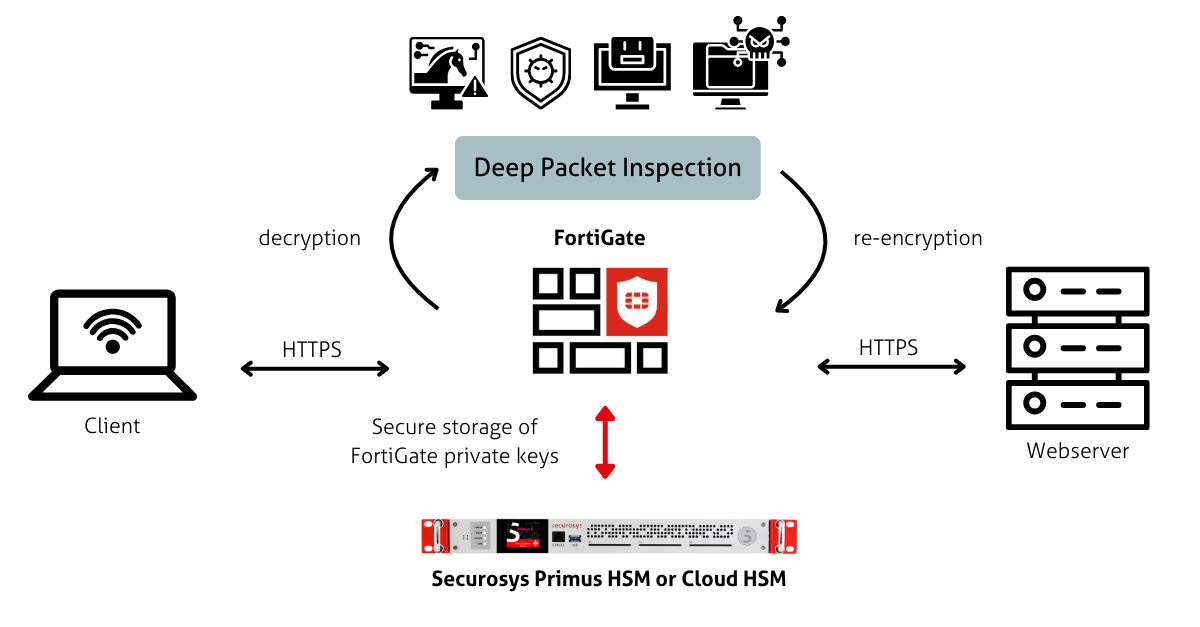 Deep Packet Inspection
decryption
FortiGate
re-encryption
HTTPS
HTTPS
Client
Secure storage of
FortiGate private keys
Webserver
securosys
Securosys Primus HSM or Cloud HSM